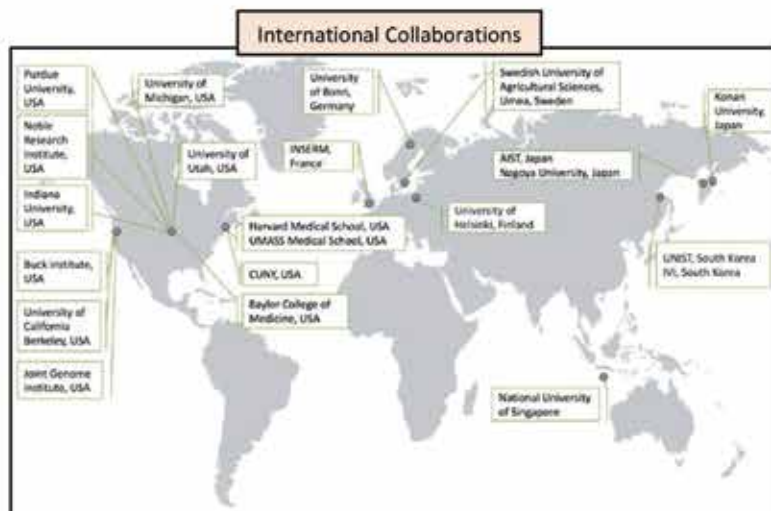 International Collaborations
Purdue
University,
USA
University of
Michigan, USA
Noble
Research
Institute,
USA
University of
Utah, USA
Indiana
University,
USA
Buck institute,
USA
University of
California
Berkeley, USA
Joint Genome
institute, USA
University
of Bonn,
Germany
INSERM,
France
Harvard Medical School, USA
UMASS Medical School, USA
CUNY, USA
Baylor College of
Medicine, USA
Swedish University of
Agricultural Sciences,
Umea, Sweden
Konan
University,
Japan
AIST, Japan
Nagoya University, Japan
University of
Helsinki, Finland
UNIST, South Korea
IVI, South Korea
National University
of Singapore